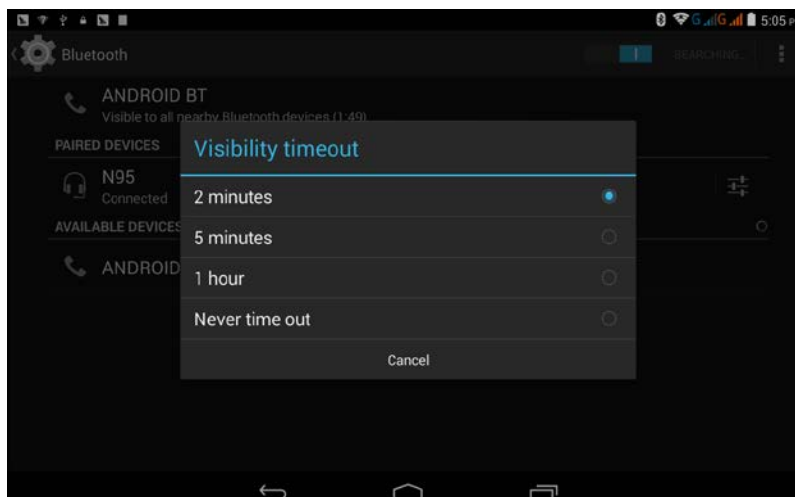 G G 5:05 P
Bluetooth
SEARCHING...
ANDROID BT
Visible to all nearby Bluetooth devices (1:49)
PAIRED DEVICES
Visibility timeout
N95
Connected
2 minutes
AVAILABLE DEVICES
5 minutes
ANDROID
1 hour
Never time out
Cancel